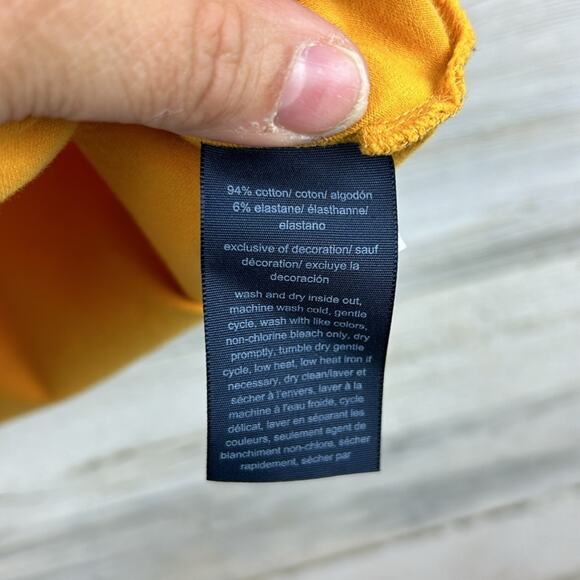 94% cotton/ coton/ algodón
6% elastane/ élasthanne/
elastano
exclusive of decoration/ sauf
décoration/ excluye la
decoración
wash and dry inside out,
machine wash cold, gentle
cycle, wash with like colors,
non-chlorine bleach only, dry
promptly, tumble dry gentle
cycle, low heat, low heat iron if
necessary, dry clean/laver et
sécher à l'envers, laver à la
machine à l'eau froide, cycle
délicat, laver en séparant les
couleurs, seulement agent de
blanchiment non-chlore, sécher
rapidement, sécher par